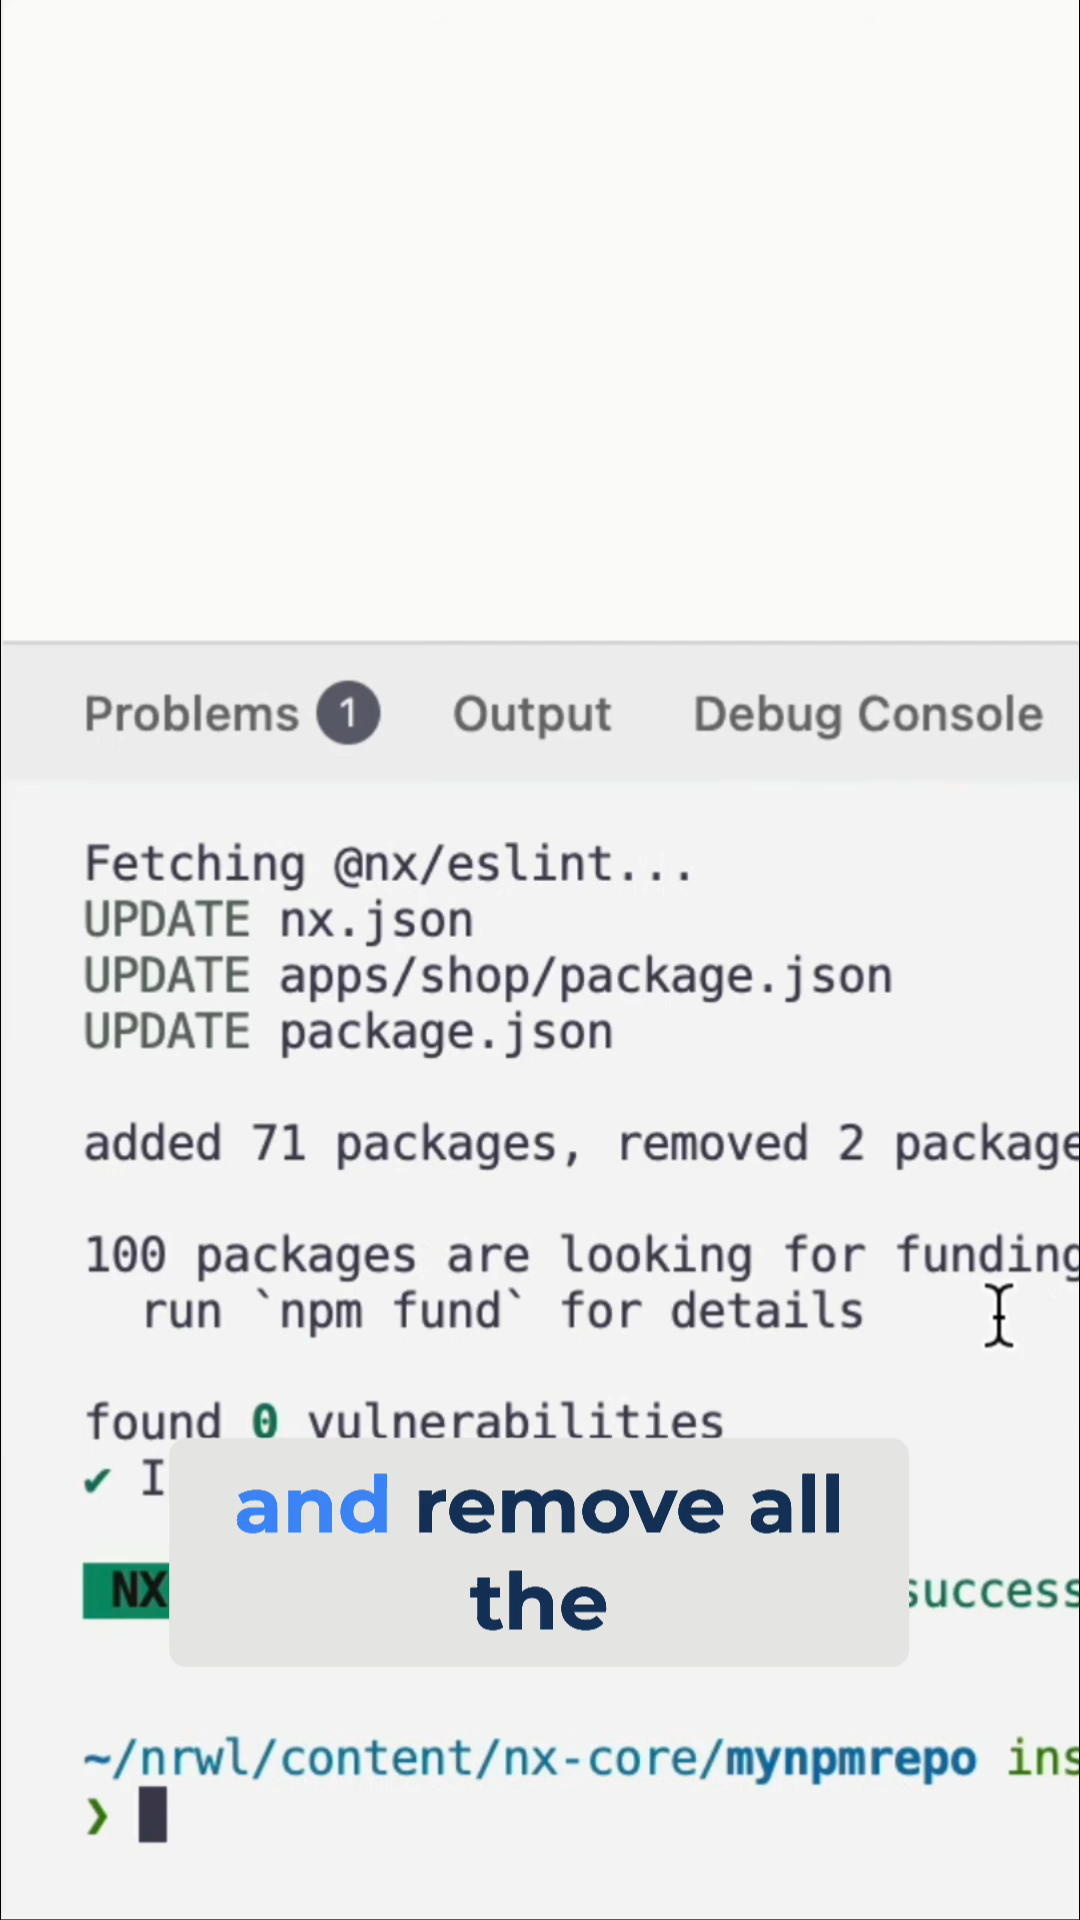 Problems 1 Output Debug Console
Fetching @nx/eslint...
UPDATE nx.json
UPDATE apps/shop/package.json
UPDATE package.json
added 71 packages, removed 2 package
100 packages are looking for funding
run `npm fund` for details
found 0 vulnerabilities
✔ I
and remove all
the
NX success
~/nrwl/content/nx-core/mynpmrepo ins
❯